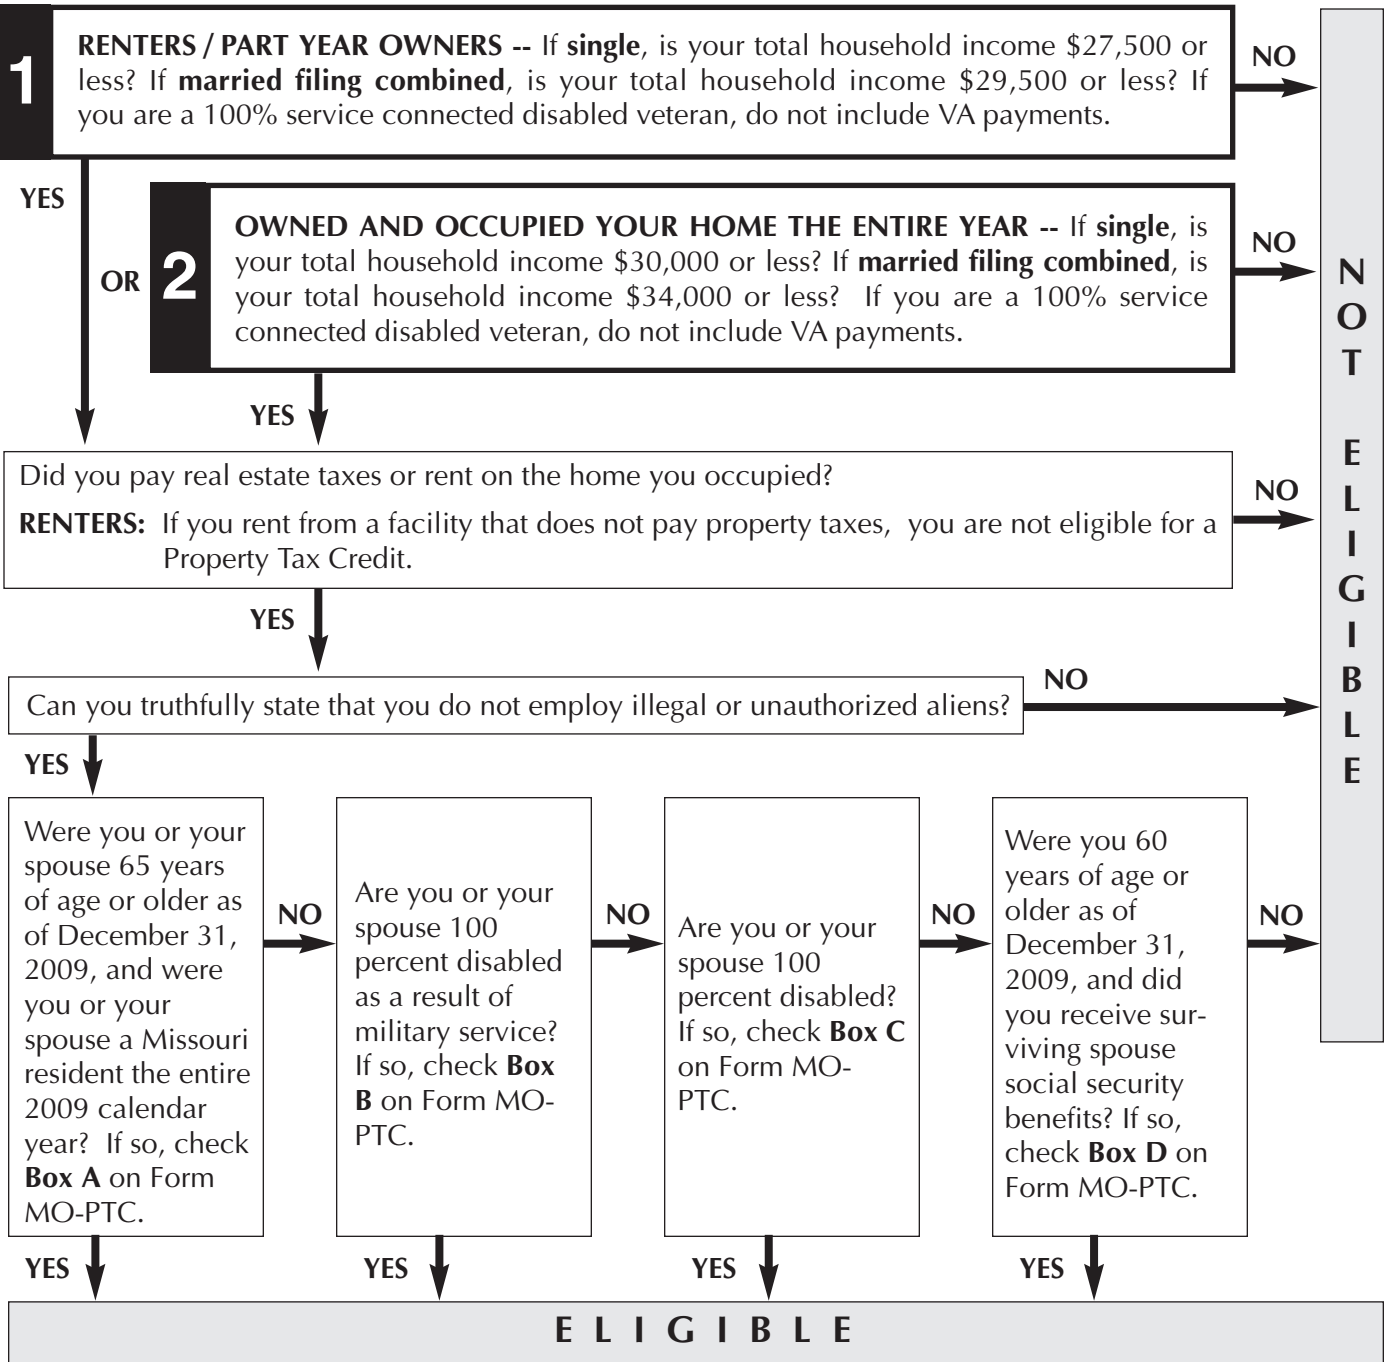 1
RENTERS / PART YEAR OWNERS -- If single, is your total household income $27,500 or
less? If married filing combined, is your total household income $29,500 or less? If
you are a 100% service connected disabled veteran, do not include VA payments.
NO
YES
OR
2
OWNED AND OCCUPIED YOUR HOME THE ENTIRE YEAR -- If single, is
your total household income $30,000 or less? If married filing combined, is
your total household income $34,000 or less? If you are a 100% service
connected disabled veteran, do not include VA payments.
NO
YES
Did you pay real estate taxes or rent on the home you occupied?
RENTERS: If you rent from a facility that does not pay property taxes, you are not eligible for a
Property Tax Credit.
NO
YES
Can you truthfully state that you do not employ illegal or unauthorized aliens?
NO
YES
Were you or your
spouse 65 years
of age or older as
of December 31,
2009, and were
you or your
spouse a Missouri
resident the entire
2009 calendar
year? If so, check
Box A on Form
MO-PTC.
NO
Are you or your
spouse 100
percent disabled
as a result of
military service?
If so, check Box
B on Form MO-
PTC.
NO
Are you or your
spouse 100
percent disabled?
If so, check Box C
on Form MO-
PTC.
NO
Were you 60
years of age or
older as of
December 31,
2009, and did
you receive sur-
viving spouse
social security
benefits? If so,
check Box D on
Form MO-PTC.
NO
YES
YES
YES
YES
NOT ELIGIBLE
ELIGIBLE